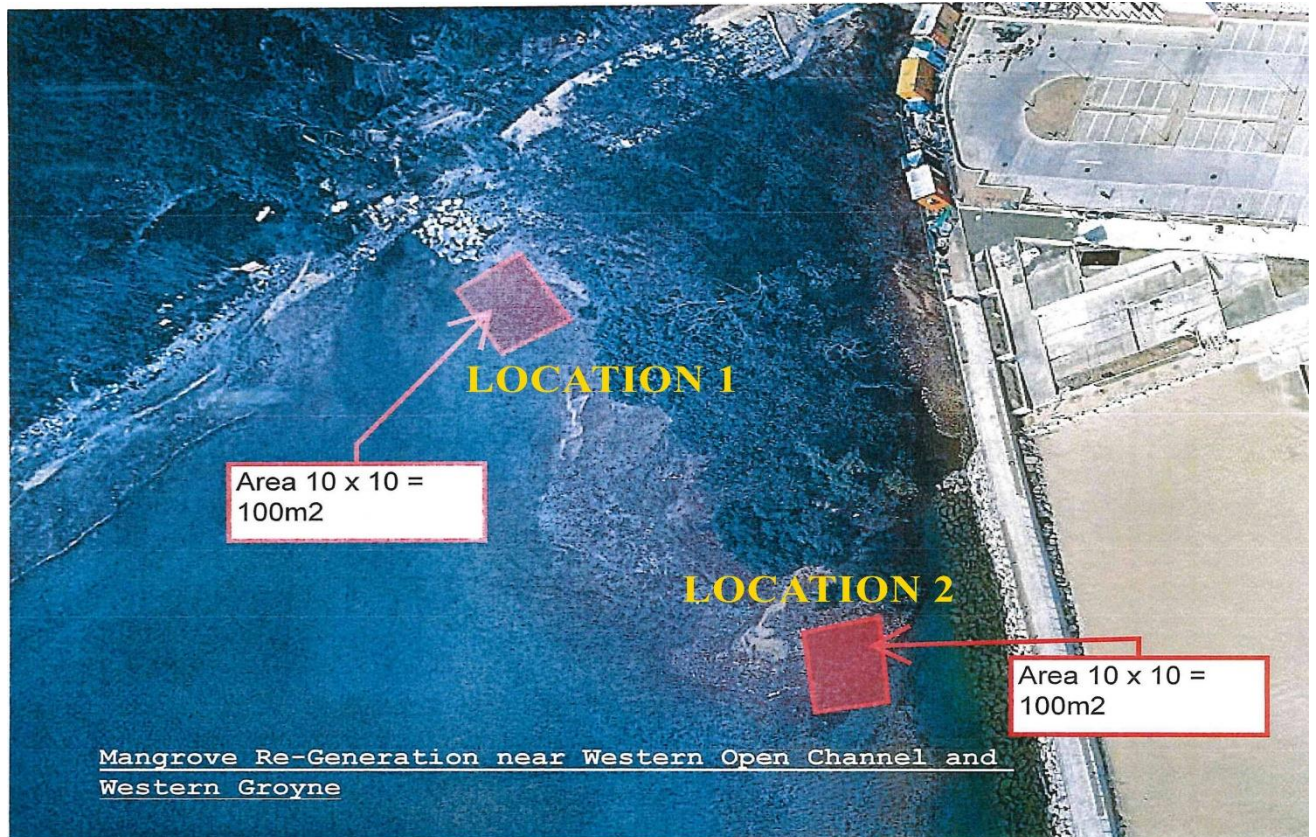 LOCATION 1
Area 10 x 10 =
100m2
LOCATION 2
Area 10 x 10 =
100m2
Mangrove Re-Generation near Western Open Channel and
Western Groyne